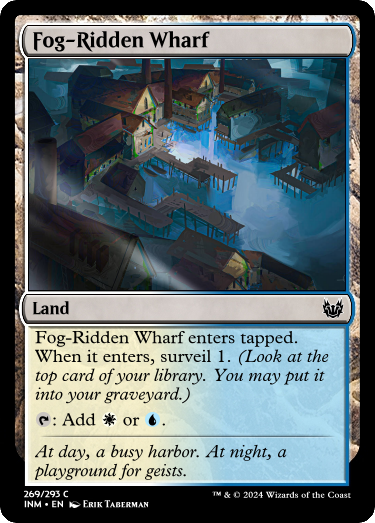 Fog-Ridden Wharf
Land
Fog-Ridden Wharf enters tapped.
When it enters, surveil 1. (Look at the
top card of your library. You may put it
into your graveyard.)
: Add or .
At day, a busy harbor. At night, a
playground for geists.
269/293 C
INM • EN Erik Taberman
™ & © 2024 Wizards of the Coast